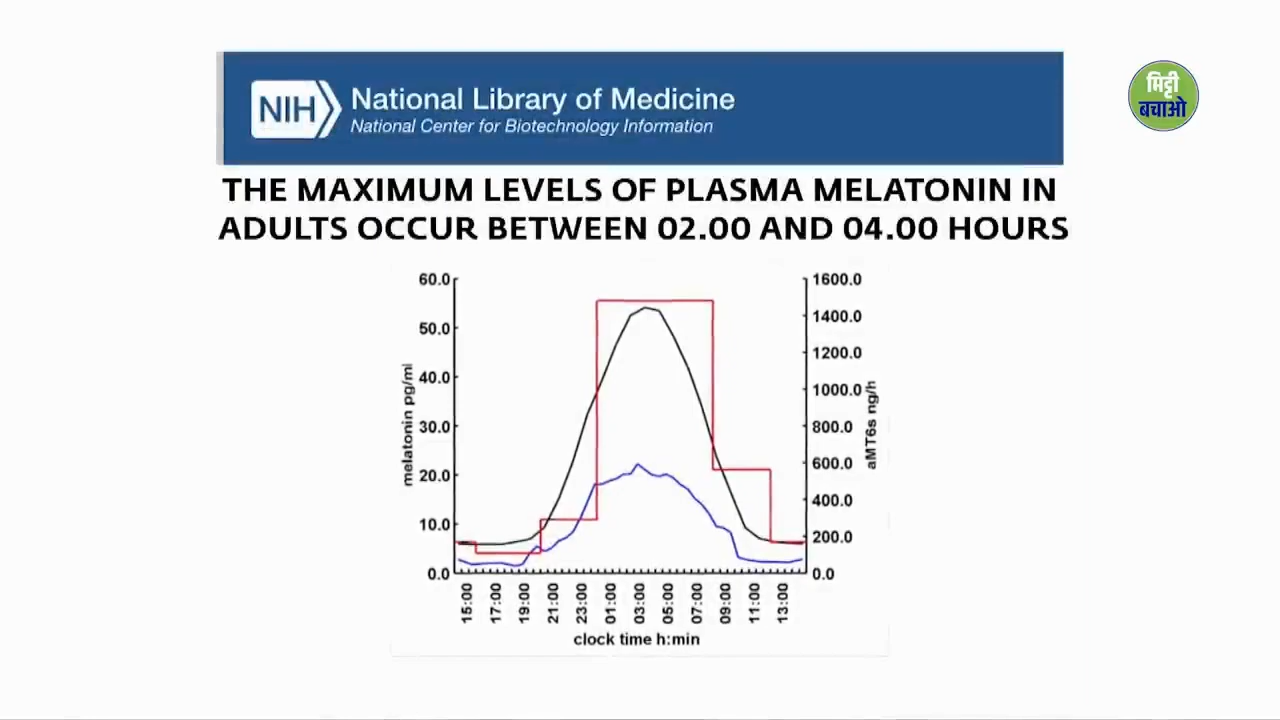 NIH
National Library of Medicine
National Center for Biotechnology Information
मिट्टी
बचाओ
THE MAXIMUM LEVELS OF PLASMA MELATONIN IN
ADULTS OCCUR BETWEEN 02.00 AND 04.00 HOURS
60.0
50.0
40.0
30.0
20.0
10.0
0.0
melatonin pg/ml
1600.0
1400.0
1200.0
1000.0
800.0
600.0
400.0
200.0
0.0
aMT6s ng/h
15:00
17:00
19:00
21:00
23:00
01:00
03:00
05:00
07:00
09:00
11:00
13:00
clock time h:min